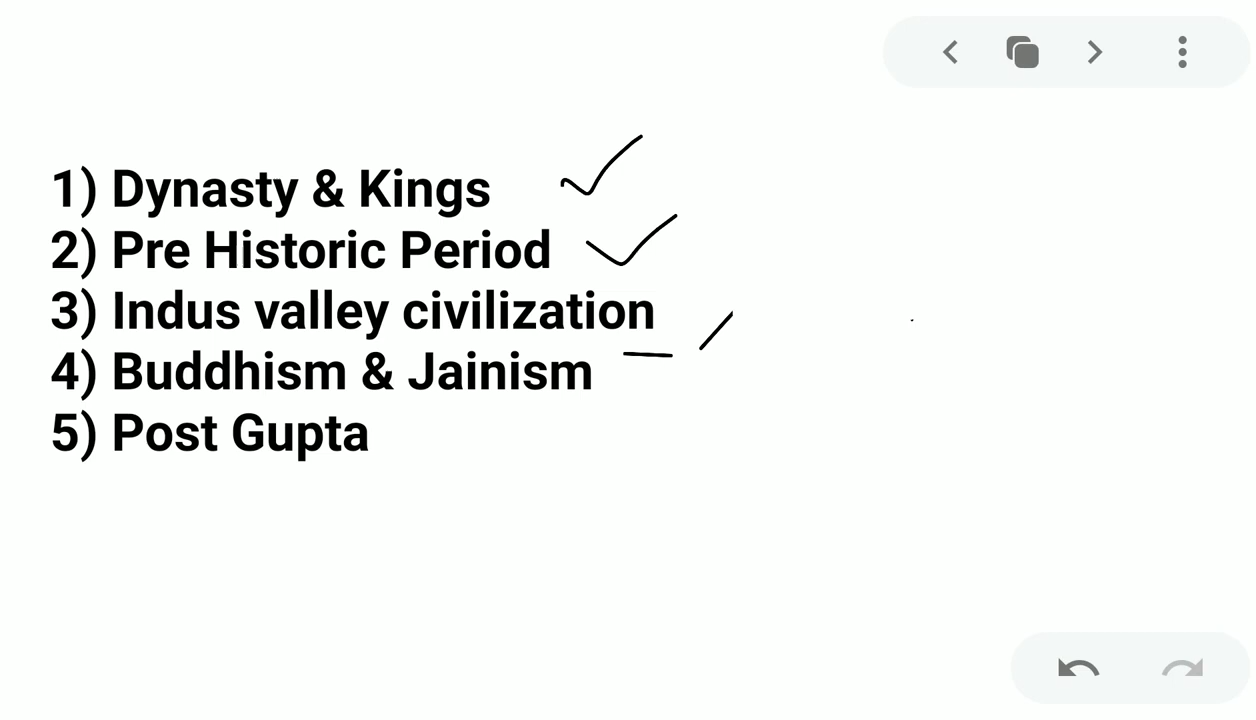 1) Dynasty & Kings
2) Pre Historic Period
3) Indus valley civilization
4) Buddhism & Jainism
5) Post Gupta